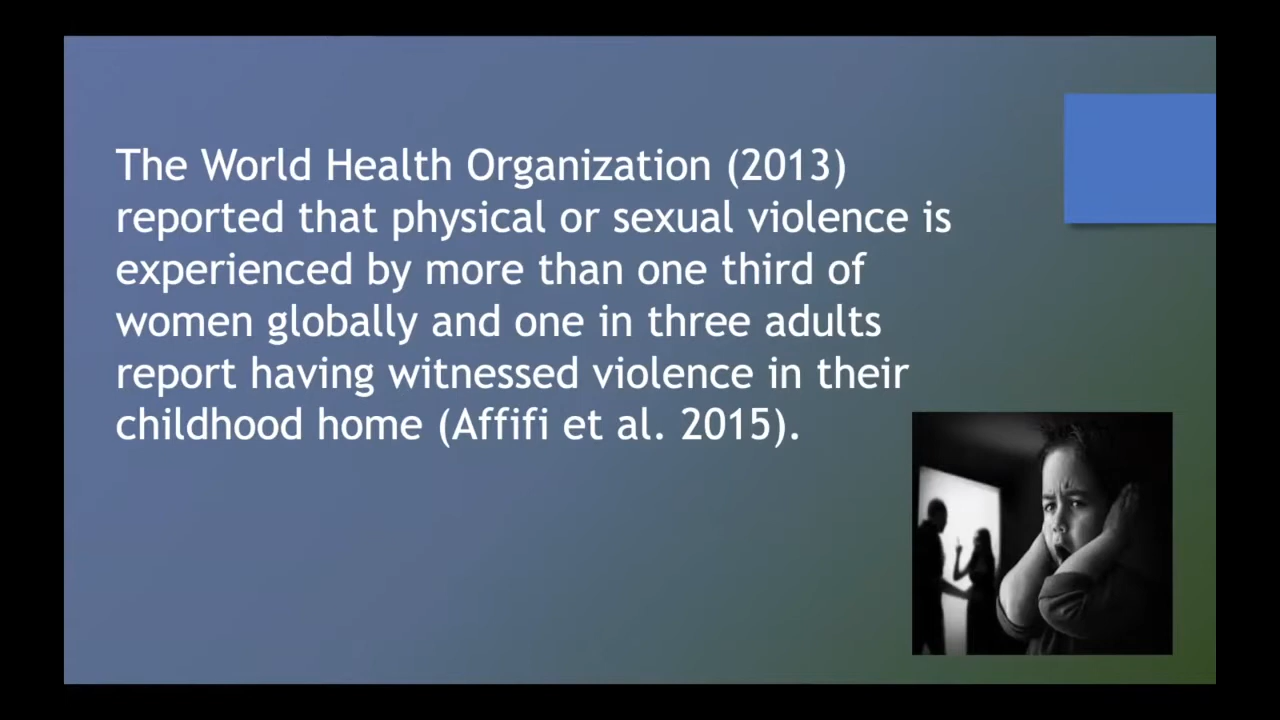 The World Health Organization (2013)
reported that physical or sexual violence is
experienced by more than one third of
women globally and one in three adults
report having witnessed violence in their
childhood home (Affifi et al. 2015).